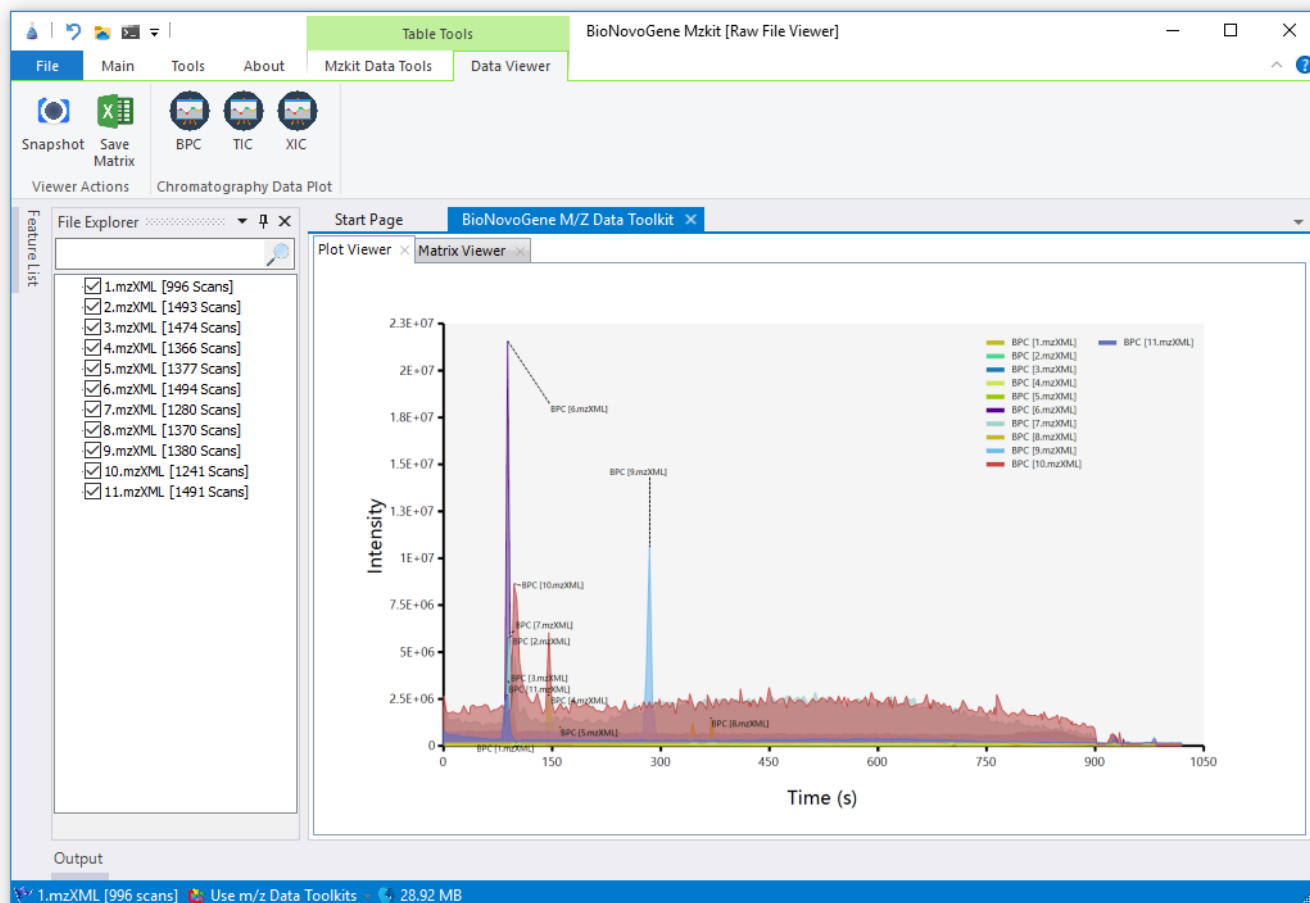 Table Tools
BioNovoGene Mzkit [Raw File Viewer]
File Main Tools About Mzkit Data Tools Data Viewer
Snapshot Save Matrix BPC TIC XIC
Viewer Actions Chromatography Data Plot
Feature List
File Explorer
1.mzXML [996 Scans]
2.mzXML [1493 Scans]
3.mzXML [1474 Scans]
4.mzXML [1366 Scans]
5.mzXML [1377 Scans]
6.mzXML [1494 Scans]
7.mzXML [1280 Scans]
8.mzXML [1370 Scans]
9.mzXML [1380 Scans]
10.mzXML [1241 Scans]
11.mzXML [1491 Scans]
Start Page BioNovoGene M/Z Data Toolkit
Plot Viewer Matrix Viewer
Intensity
2.3E+07
2E+07
1.8E+07
1.5E+07
1.3E+07
1E+07
7.5E+06
5E+06
2.5E+06
0
BPC [1.mzXML] BPC [11.mzXML]
BPC [2.mzXML]
BPC [3.mzXML]
BPC [4.mzXML]
BPC [5.mzXML]
BPC [6.mzXML]
BPC [7.mzXML]
BPC [8.mzXML]
BPC [9.mzXML]
BPC [10.mzXML]
BPC [6.mzXML]
BPC [9.mzXML]
BPC [10.mzXML]
BPC [7.mzXML]
BPC [2.mzXML]
BPC [3.mzXML]
BPC [11.mzXML]
BPC [4.mzXML]
BPC [8.mzXML]
BPC [5.mzXML]
BPC [1.mzXML]
0 150 300 450 600 750 900 1050
Time (s)
Output
1.mzXML [996 scans] Use m/z Data Toolkits 28.92 MB